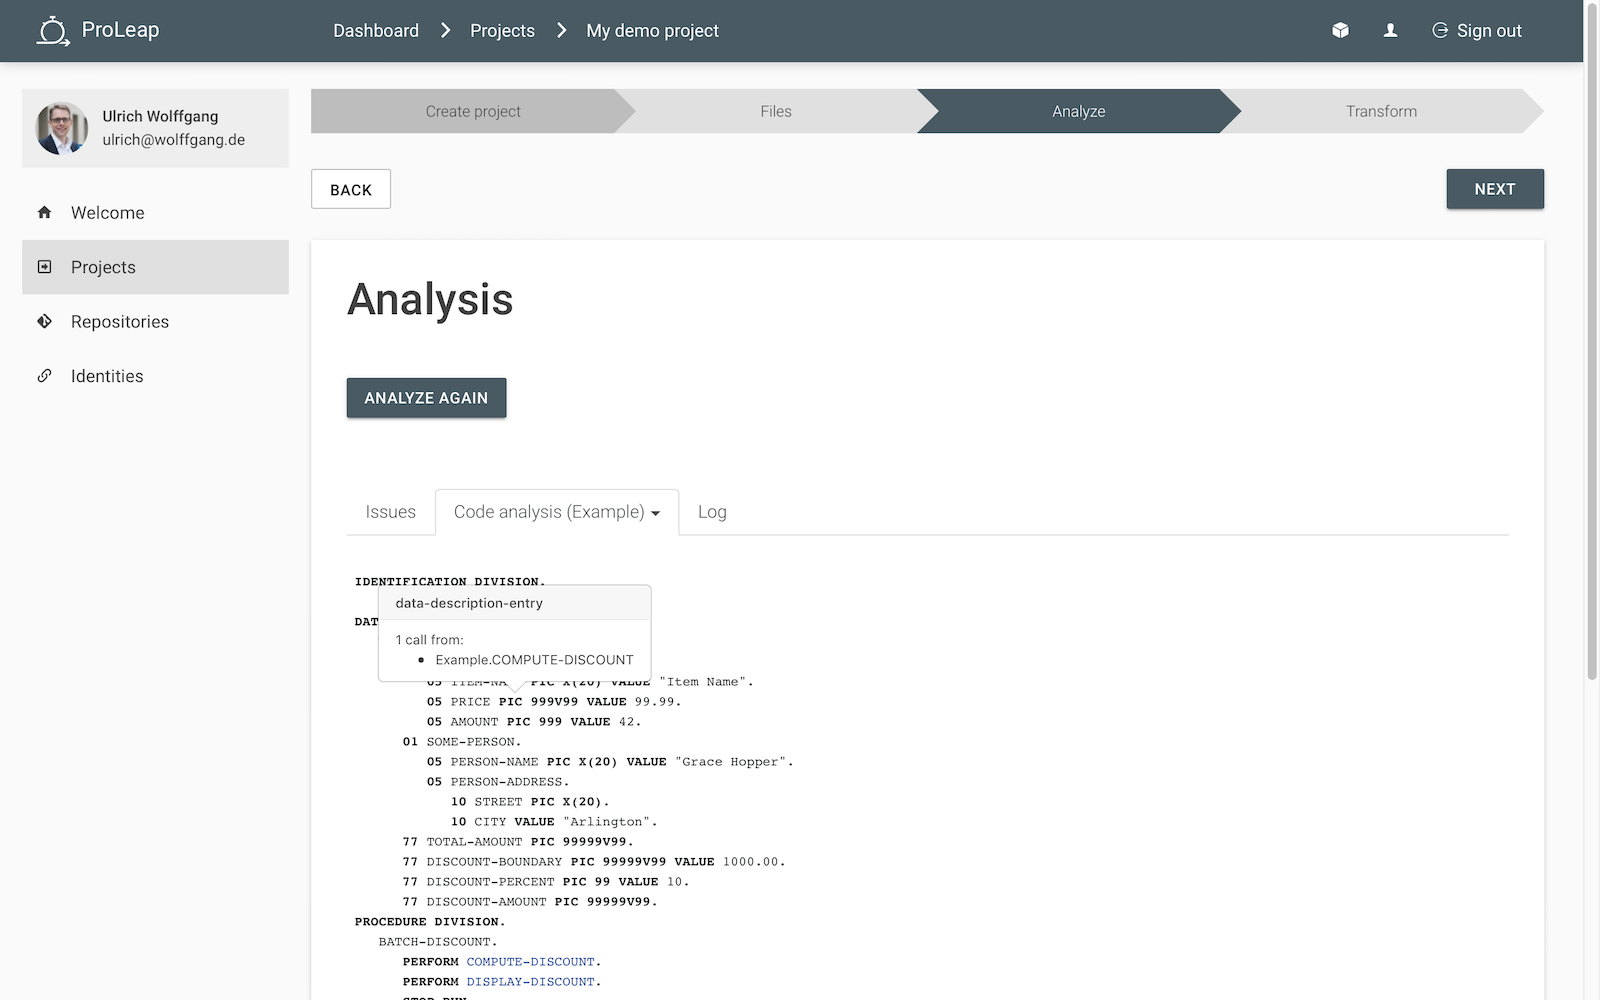 ProLeap
Dashboard Projects My demo project
Sign out
Ulrich Wolffgang
ulrich@wolffgang.de
Welcome
Projects
Repositories
Identities
Create project
Files
Analyze
Transform
BACK
NEXT
Analysis
ANALYZE AGAIN
Issues
Code analysis (Example)
Log
IDENTIFICATION DIVISION.
data-description-entry
DAT
1 call from:
Example.COMPUTE-DISCOUNT
05 ITEM-NA PIC X(20) VALUE "Item Name".
05 PRICE PIC 999V99 VALUE 99.99.
05 AMOUNT PIC 999 VALUE 42.
01 SOME-PERSON.
05 PERSON-NAME PIC X(20) VALUE "Grace Hopper".
05 PERSON-ADDRESS.
10 STREET PIC X(20).
10 CITY VALUE "Arlington".
77 TOTAL-AMOUNT PIC 99999V99.
77 DISCOUNT-BOUNDARY PIC 99999V99 VALUE 1000.00.
77 DISCOUNT-PERCENT PIC 99 VALUE 10.
77 DISCOUNT-AMOUNT PIC 99999V99.
PROCEDURE DIVISION.
BATCH-DISCOUNT.
PERFORM COMPUTE-DISCOUNT.
PERFORM DISPLAY-DISCOUNT.
STOP RUN